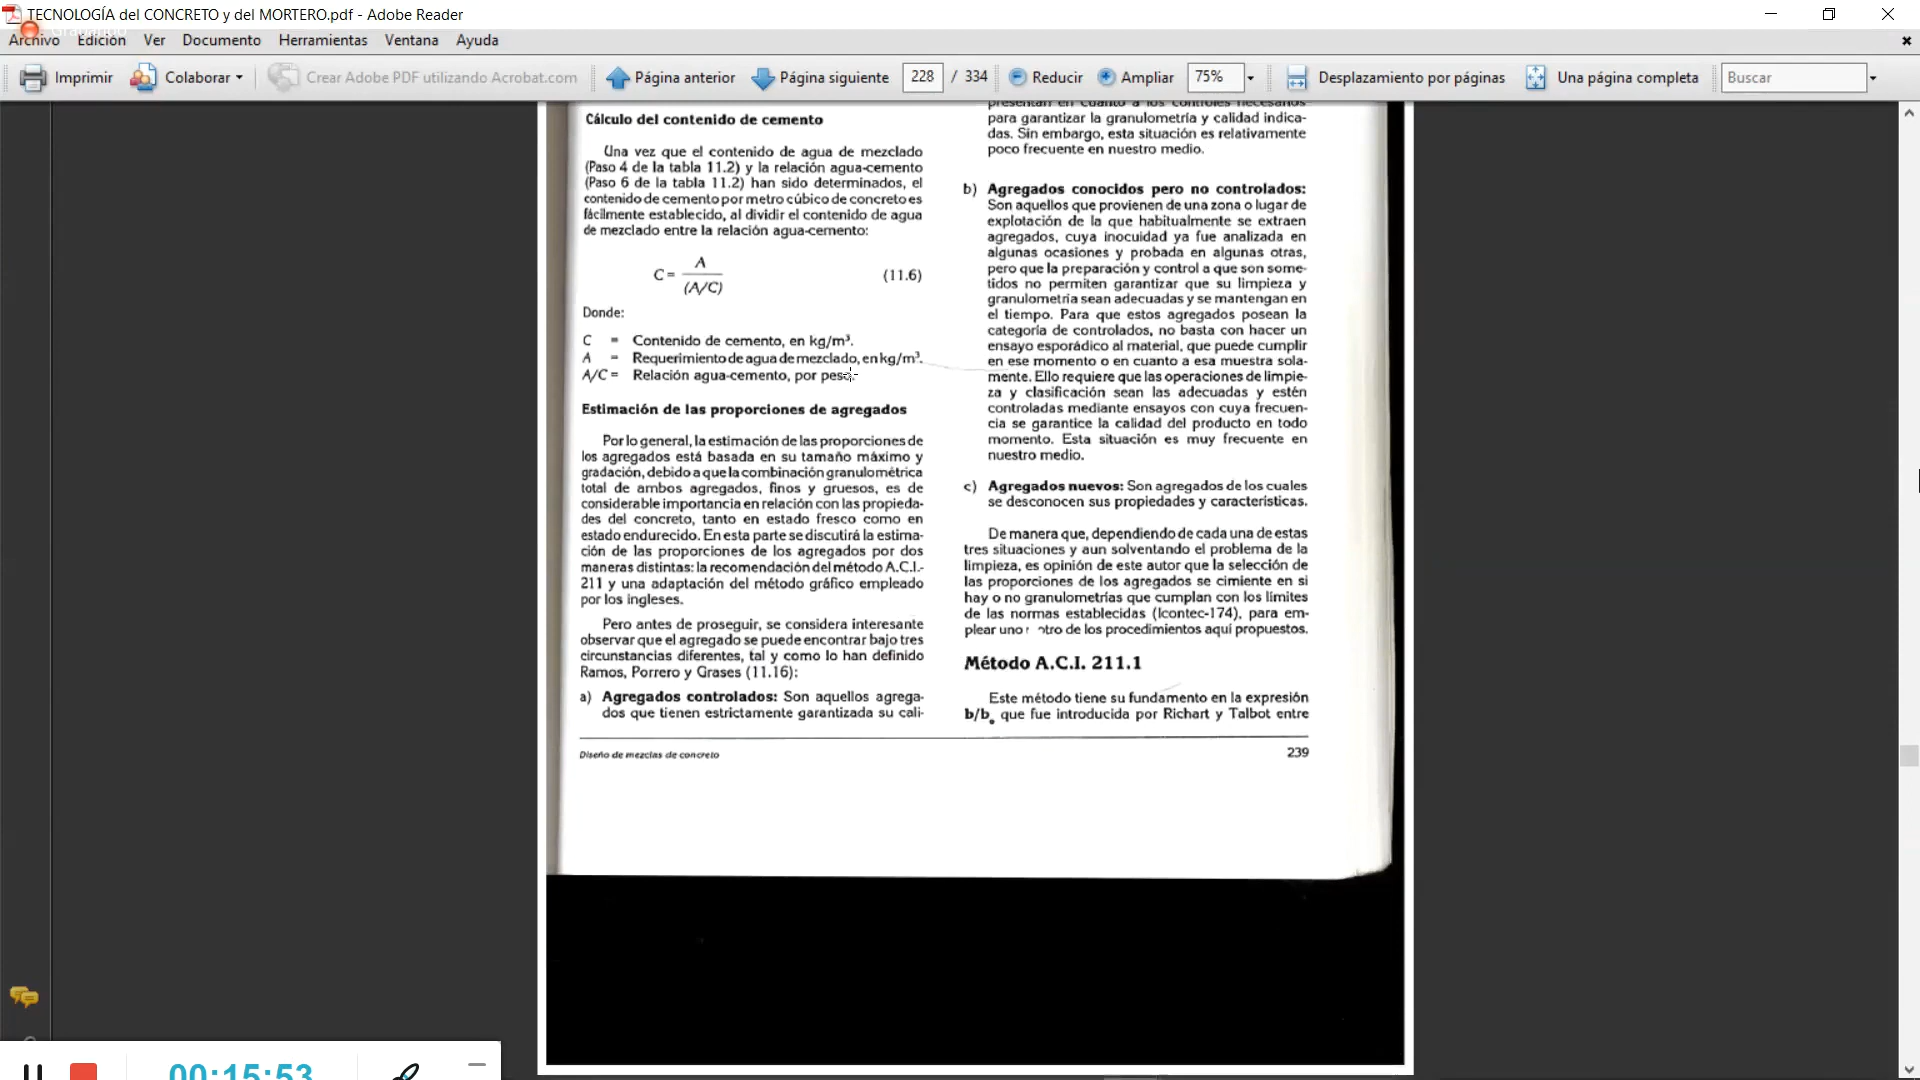 TECNOLOGÍA del CONCRETO y del MORTERO.pdf - Adobe Reader
Archivo Edición Ver Documento Herramientas Ventana Ayuda
Imprimir Colaborar Crear Adobe PDF utilizando Acrobat.com Página anterior Página siguiente 228 / 334 Reducir Ampliar 75% Desplazamiento por páginas Una página completa Buscar
Cálculo del contenido de cemento
Una vez que el contenido de agua de mezclado
(Paso 4 de la tabla 11.2) y la relación agua-cemento
(Paso 6 de la tabla 11.2) han sido determinados, el
contenido de cemento por metro cúbico de concreto es
fácilmente establecido, al dividir el contenido de agua
de mezclado entre la relación agua-cemento:
C = A / (A/C) (11.6)
Donde:
C = Contenido de cemento, en kg/m³.
A = Requerimiento de agua de mezclado, en kg/m³.
A/C = Relación agua-cemento, por peso.
Estimación de las proporciones de agregados
Por lo general, la estimación de las proporciones de
los agregados está basada en su tamaño máximo y
gradación, debido a que la combinación granulométrica
total de ambos agregados, finos y gruesos, es de
considerable importancia en relación con las propieda-
des del concreto, tanto en estado fresco como en
estado endurecido. En esta parte se discutirá la estima-
ción de las proporciones de los agregados por dos
maneras distintas: la recomendación del método A.C.I.-
211 y una adaptación del método gráfico empleado
por los ingleses.
Pero antes de proseguir, se considera interesante
observar que el agregado se puede encontrar bajo tres
circunstancias diferentes, tal y como lo han definido
Ramos, Porrero y Grases (11.16):
a) Agregados controlados: Son aquellos agrega-
dos que tienen estrictamente garantizada su cali-
presentan en cuanto a los controles necesarios
para garantizar la granulometría y calidad indica-
das. Sin embargo, esta situación es relativamente
poco frecuente en nuestro medio.
b) Agregados conocidos pero no controlados:
Son aquellos que provienen de una zona o lugar de
explotación de la que habitualmente se extraen
agregados, cuya inocuidad ya fue analizada en
algunas ocasiones y probada en algunas otras,
pero que la preparación y control a que son some-
tidos no permiten garantizar que su limpieza y
granulometría sean adecuadas y se mantengan en
el tiempo. Para que estos agregados posean la
categoría de controlados, no basta con hacer un
ensayo esporádico al material, que puede cumplir
en ese momento o en cuanto a esa muestra sola-
mente. Ello requiere que las operaciones de limpie-
za y clasificación sean las adecuadas y estén
controladas mediante ensayos con cuya frecuen-
cia se garantice la calidad del producto en todo
momento. Esta situación es muy frecuente en
nuestro medio.
c) Agregados nuevos: Son agregados de los cuales
se desconocen sus propiedades y características.
De manera que, dependiendo de cada una de estas
tres situaciones y aun solventando el problema de la
limpieza, es opinión de este autor que la selección de
las proporciones de los agregados se cimiente en si
hay o no granulometrías que cumplan con los límites
de las normas establecidas (Icontec-174), para em-
plear uno otro de los procedimientos aquí propuestos.
Método A.C.I. 211.1
Este método tiene su fundamento en la expresión
b/b. que fue introducida por Richart y Talbot entre
Diseño de mezclas de concreto 239
00:15:53